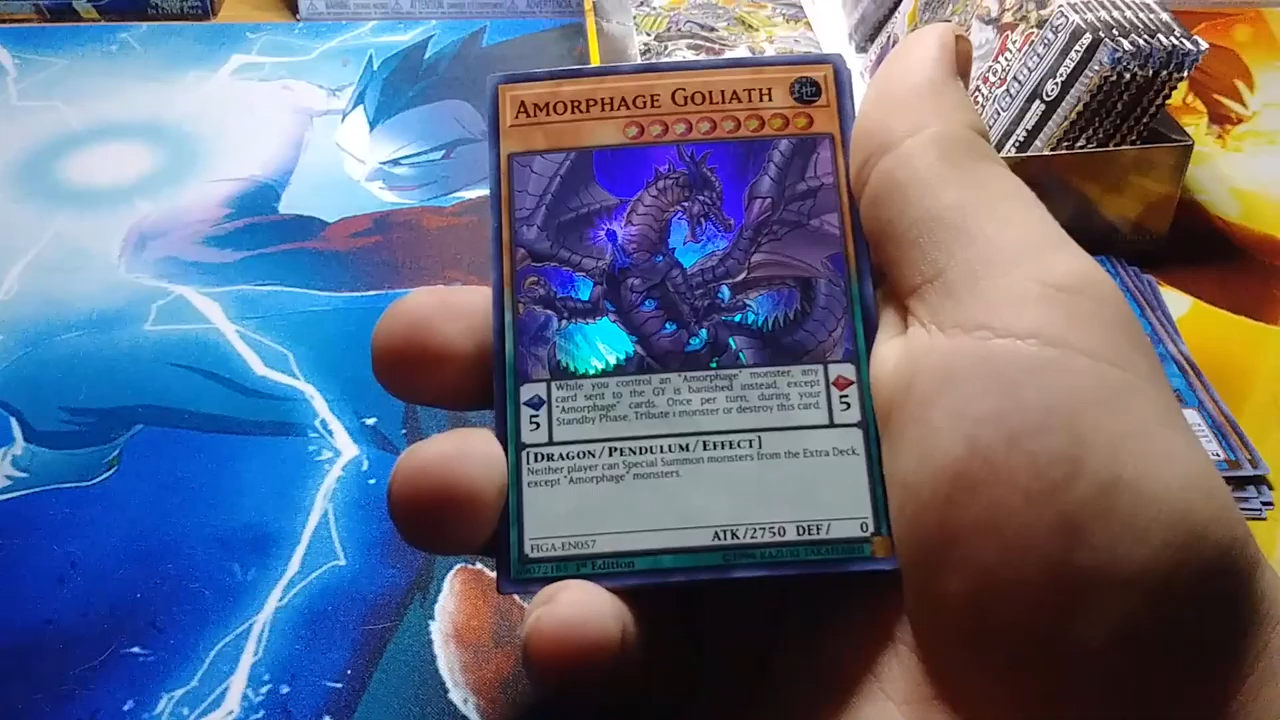 AMORPHAGE GOLIATH
While you control an "Amorphage" monster, any
card sent to the GY is banished instead, except
"Amorphage" cards. Once per turn, during your
Standby Phase, Tribute 1 monster or destroy this card.
5
5
[DRAGON/PENDULUM/EFFECT]
Neither player can Special Summon monsters from the Extra Deck,
except "Amorphage" monsters.
ATK/2750 DEF/ 0
FIGA-EN057
69072185 1st Edition
©1996 KAZUKI TAKAHASHI